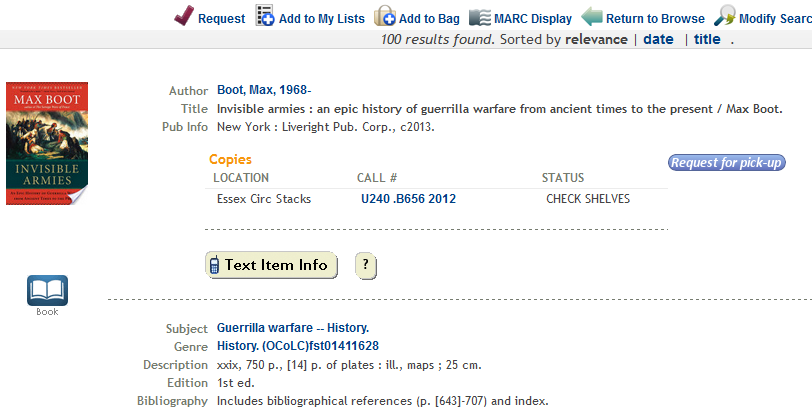 Request Add to My Lists Add to Bag MARC Display Return to Browse Modify Searc
100 results found. Sorted by relevance | date | title .
NEW YORK TIMES BESTSELLER
MAX BOOT
INVISIBLE
ARMIES
Author Boot, Max, 1968-
Title Invisible armies : an epic history of guerrilla warfare from ancient times to the present / Max Boot.
Pub Info New York : Liveright Pub. Corp., c2013.
Copies
Request for pick-up
LOCATION CALL # STATUS
Essex Circ Stacks U240 .B656 2012 CHECK SHELVES
Text Item Info ?
Book
Subject Guerrilla warfare -- History.
Genre History. (OCoLC)fst01411628
Description xxix, 750 p., [14] p. of plates : ill., maps ; 25 cm.
Edition 1st ed.
Bibliography Includes bibliographical references (p. [643]-707) and index.